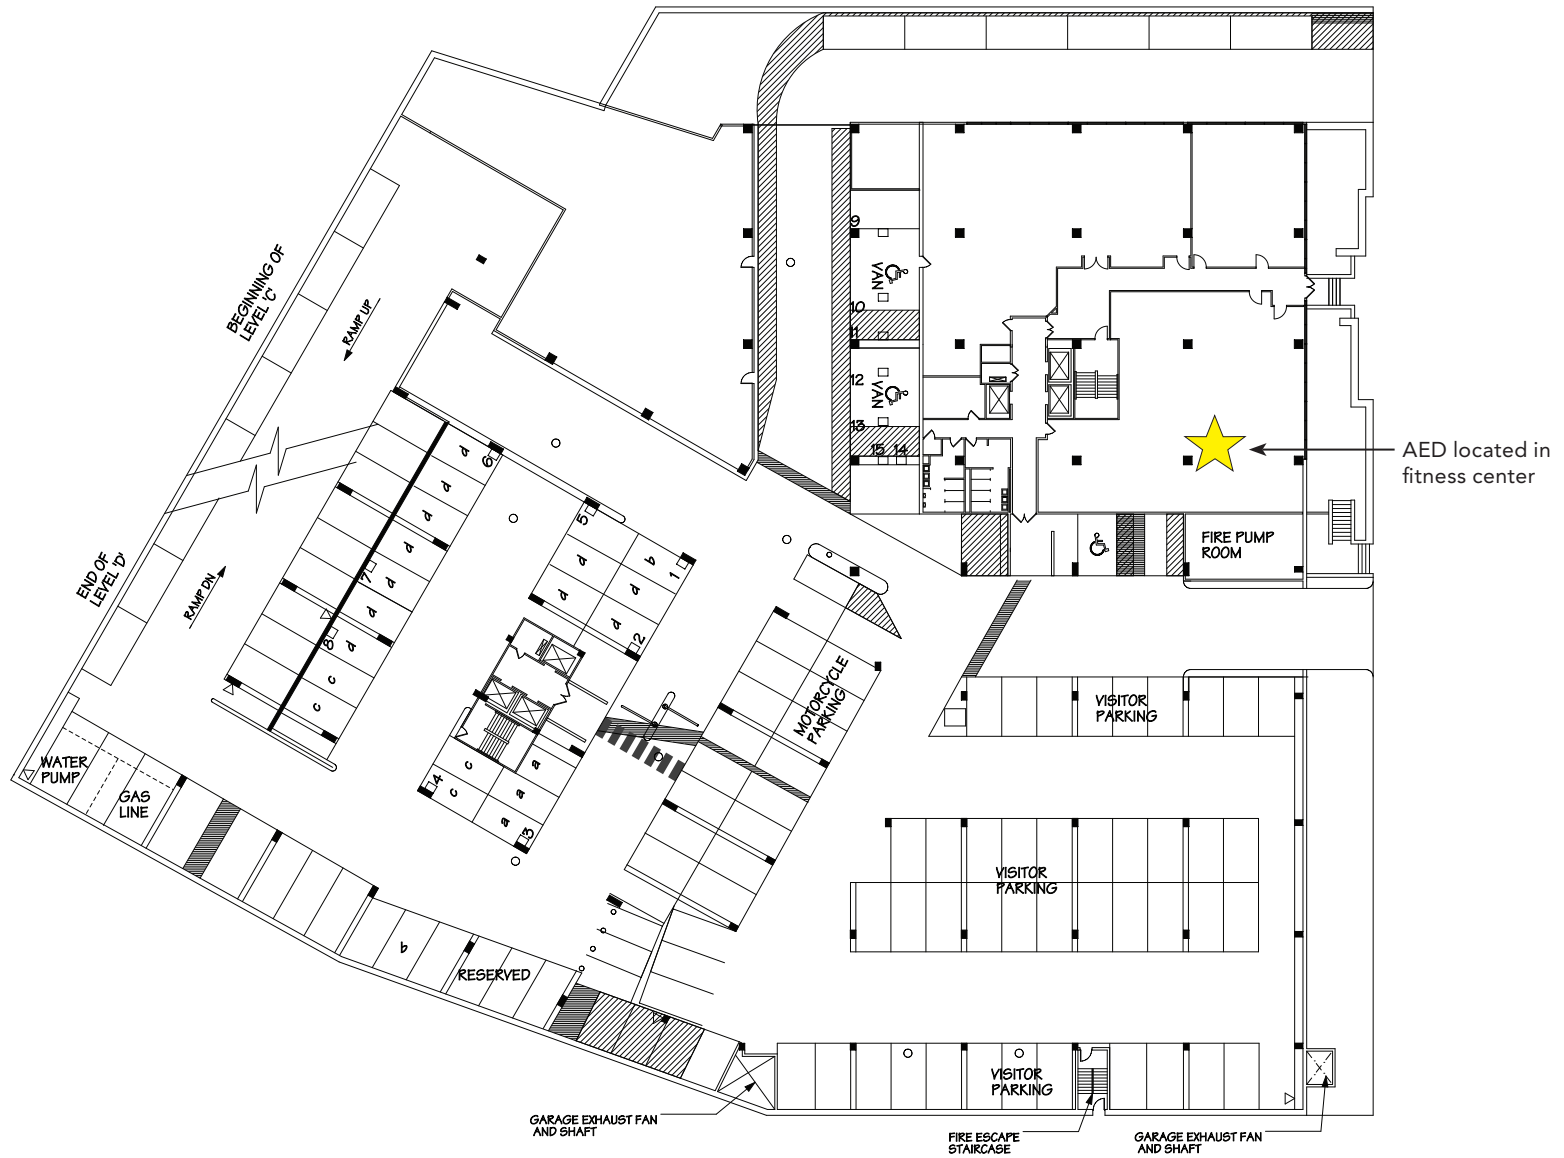 9
VAN
10
11
12
VAN
13
15 14
BEGINNING OF
LEVEL 'C'
RAMP UP
AED located in
fitness center
FIRE PUMP
ROOM
END OF
LEVEL 'D'
RAMP DN
d
6
d
d
d
7
d
d
8
d
c
c
5
b
1
d
d
d
d
2
MOTORCYCLE
PARKING
VISITOR
PARKING
WATER
PUMP
GAS
LINE
c
a
4
c
a
a
3
VISITOR
PARKING
b
RESERVED
VISITOR
PARKING
GARAGE EXHAUST FAN
AND SHAFT
FIRE ESCAPE
STAIRCASE
GARAGE EXHAUST FAN
AND SHAFT